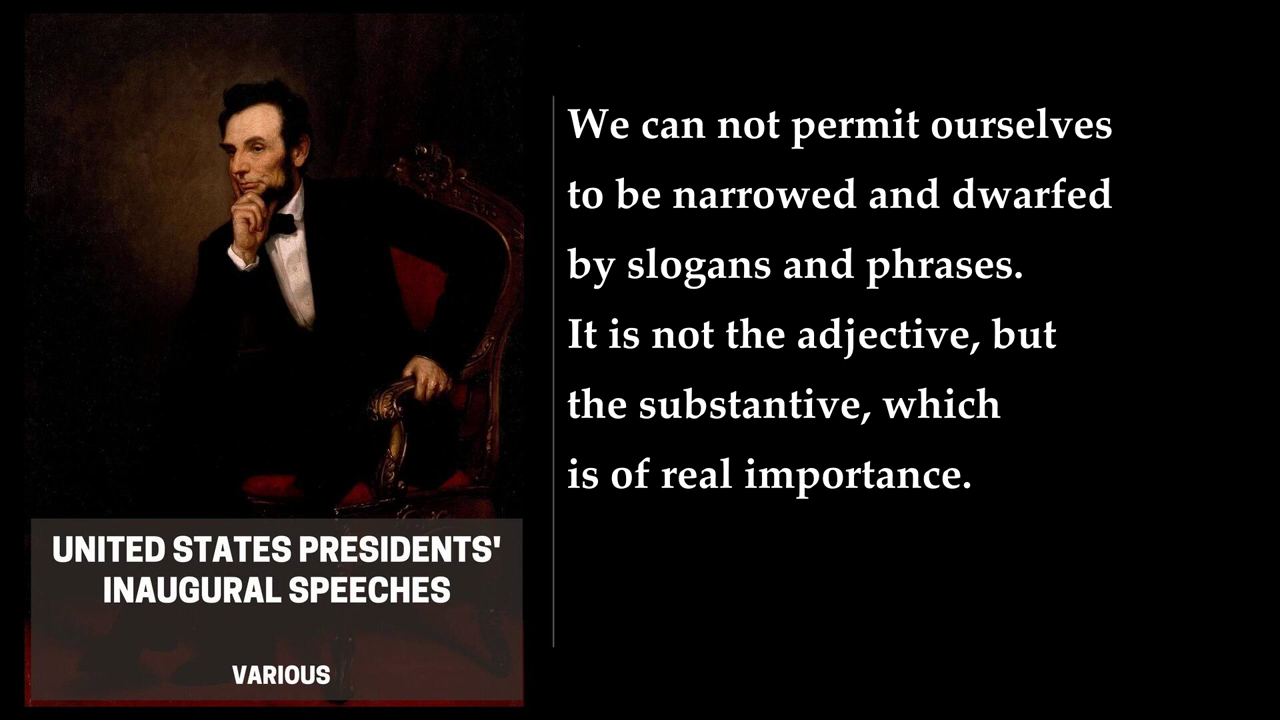 We can not permit ourselves
to be narrowed and dwarfed
by slogans and phrases.
It is not the adjective, but
the substantive, which
is of real importance.
UNITED STATES PRESIDENTS'
INAUGURAL SPEECHES
VARIOUS